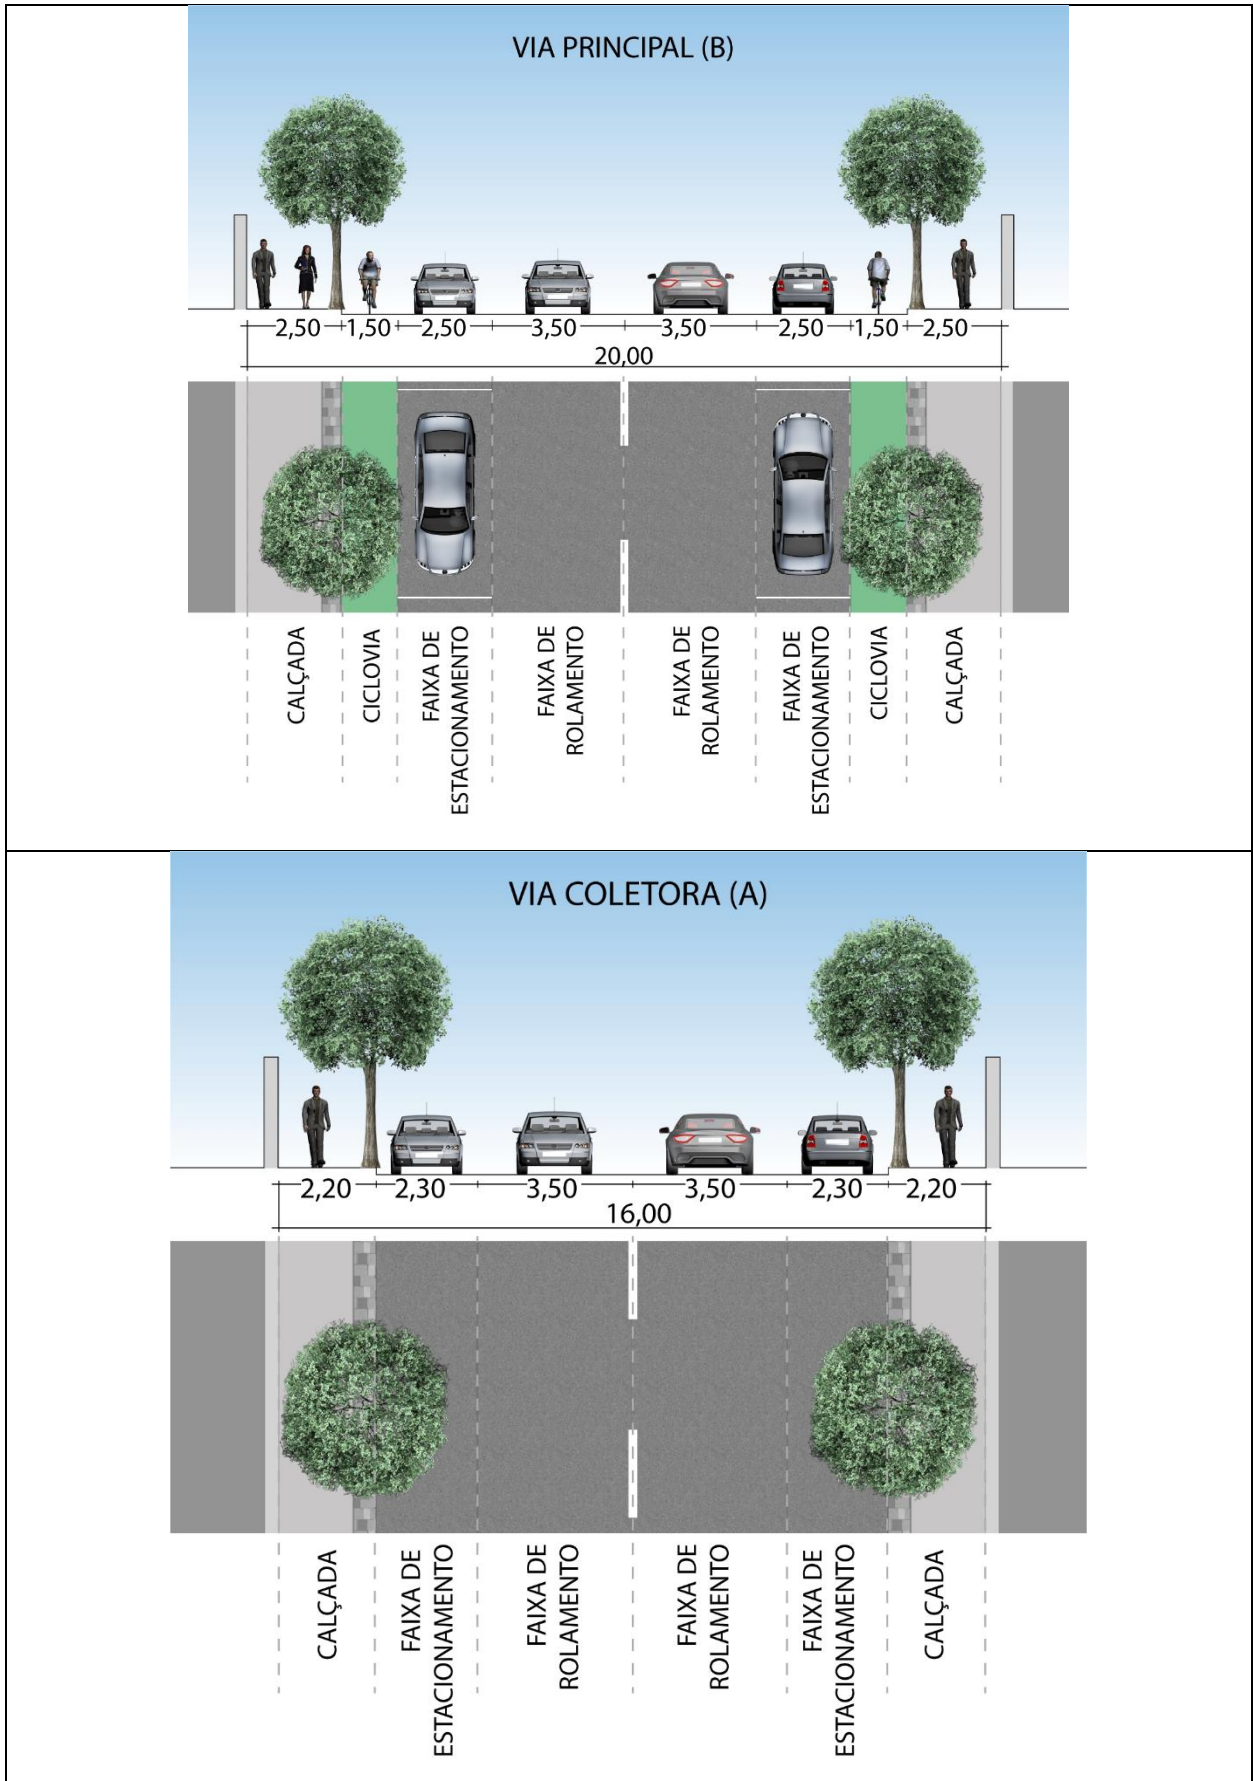 VIA PRINCIPAL (B)
2,50 1,50 2,50 3,50 3,50 2,50 1,50 2,50
20,00
CALÇADA
CICLOVIA
FAIXA DE
ESTACIONAMENTO
FAIXA DE
ROLAMENTO
FAIXA DE
ROLAMENTO
FAIXA DE
ESTACIONAMENTO
CICLOVIA
CALÇADA
VIA COLETORA (A)
2,20 2,30 3,50 3,50 2,30 2,20
16,00
CALÇADA
FAIXA DE
ESTACIONAMENTO
FAIXA DE
ROLAMENTO
FAIXA DE
ROLAMENTO
FAIXA DE
ESTACIONAMENTO
CALÇADA